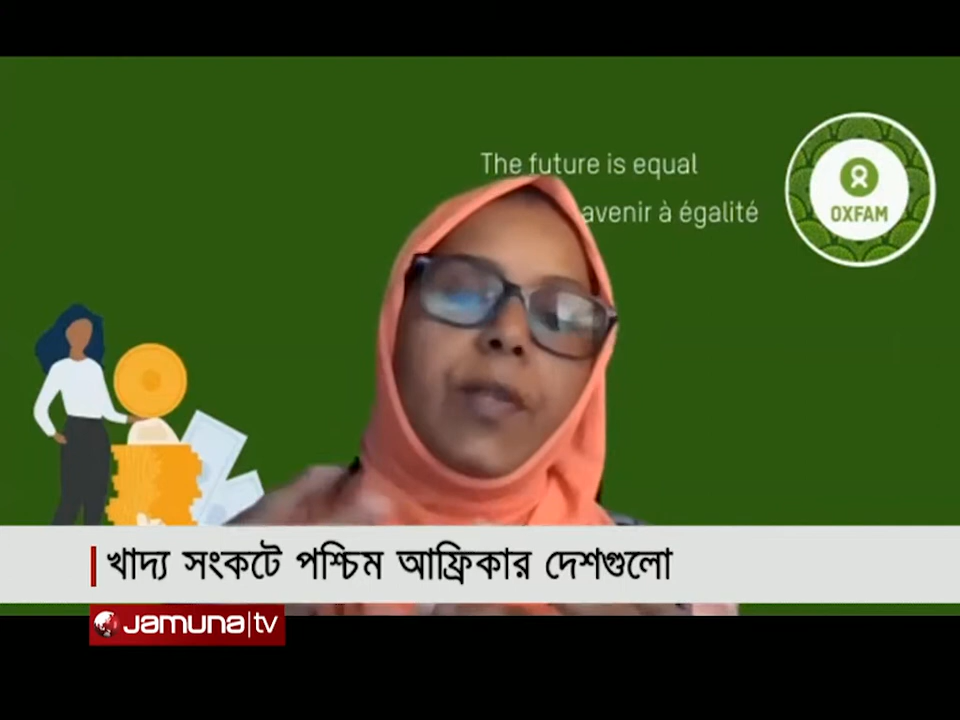 The future is equal
avenir à égalité
OXFAM
খাদ্য সংকটে পশ্চিম আফ্রিকার দেশগুলো
Jamuna|tv